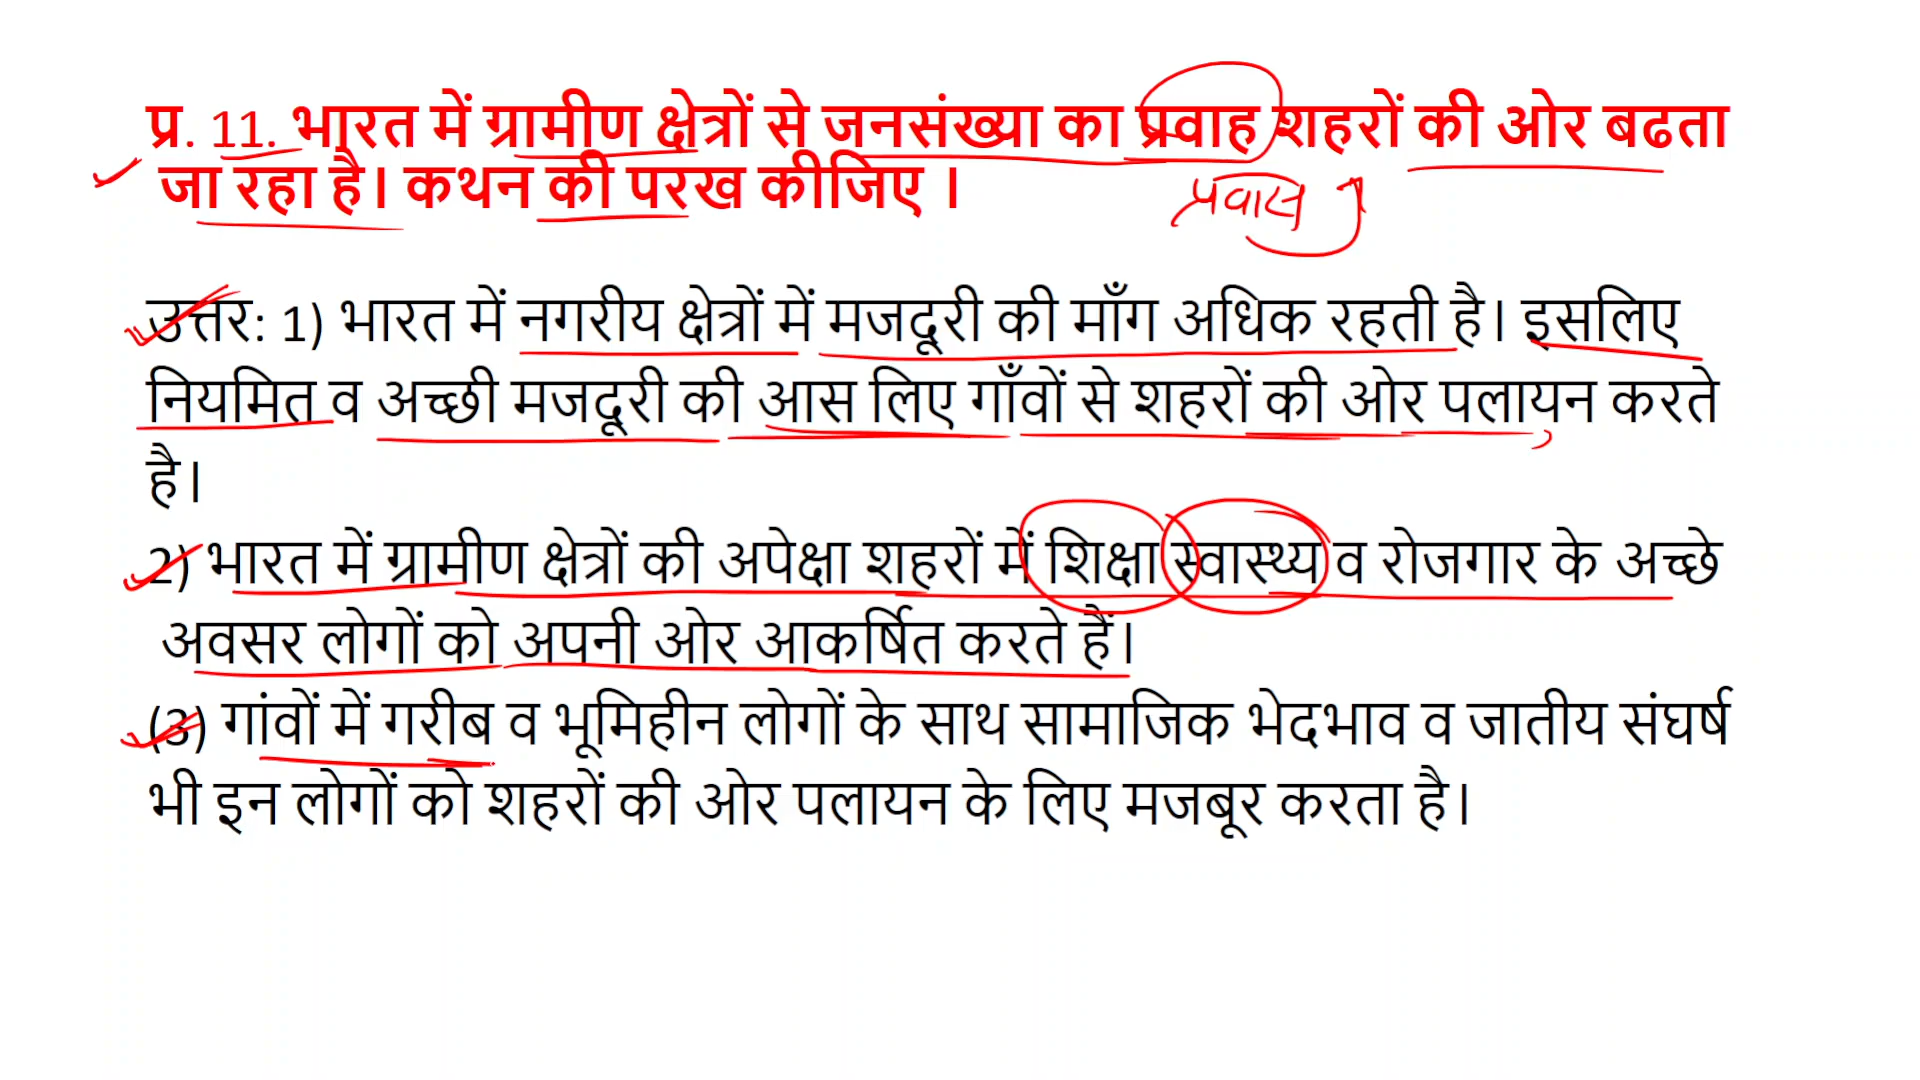 प्र. 11. भारत में ग्रामीण क्षेत्रों से जनसंख्या का प्रवाह शहरों की ओर बढता
जा रहा है। कथन की परख कीजिए ।
प्रवास
उत्तर: 1) भारत में नगरीय क्षेत्रों में मजदूरी की माँग अधिक रहती है। इसलिए
नियमित व अच्छी मजदूरी की आस लिए गाँवों से शहरों की ओर पलायन करते
है।
2) भारत में ग्रामीण क्षेत्रों की अपेक्षा शहरों में शिक्षा स्वास्थ्य व रोजगार के अच्छे
अवसर लोगों को अपनी ओर आकर्षित करते हैं।
(3) गांवों में गरीब व भूमिहीन लोगों के साथ सामाजिक भेदभाव व जातीय संघर्ष
भी इन लोगों को शहरों की ओर पलायन के लिए मजबूर करता है।